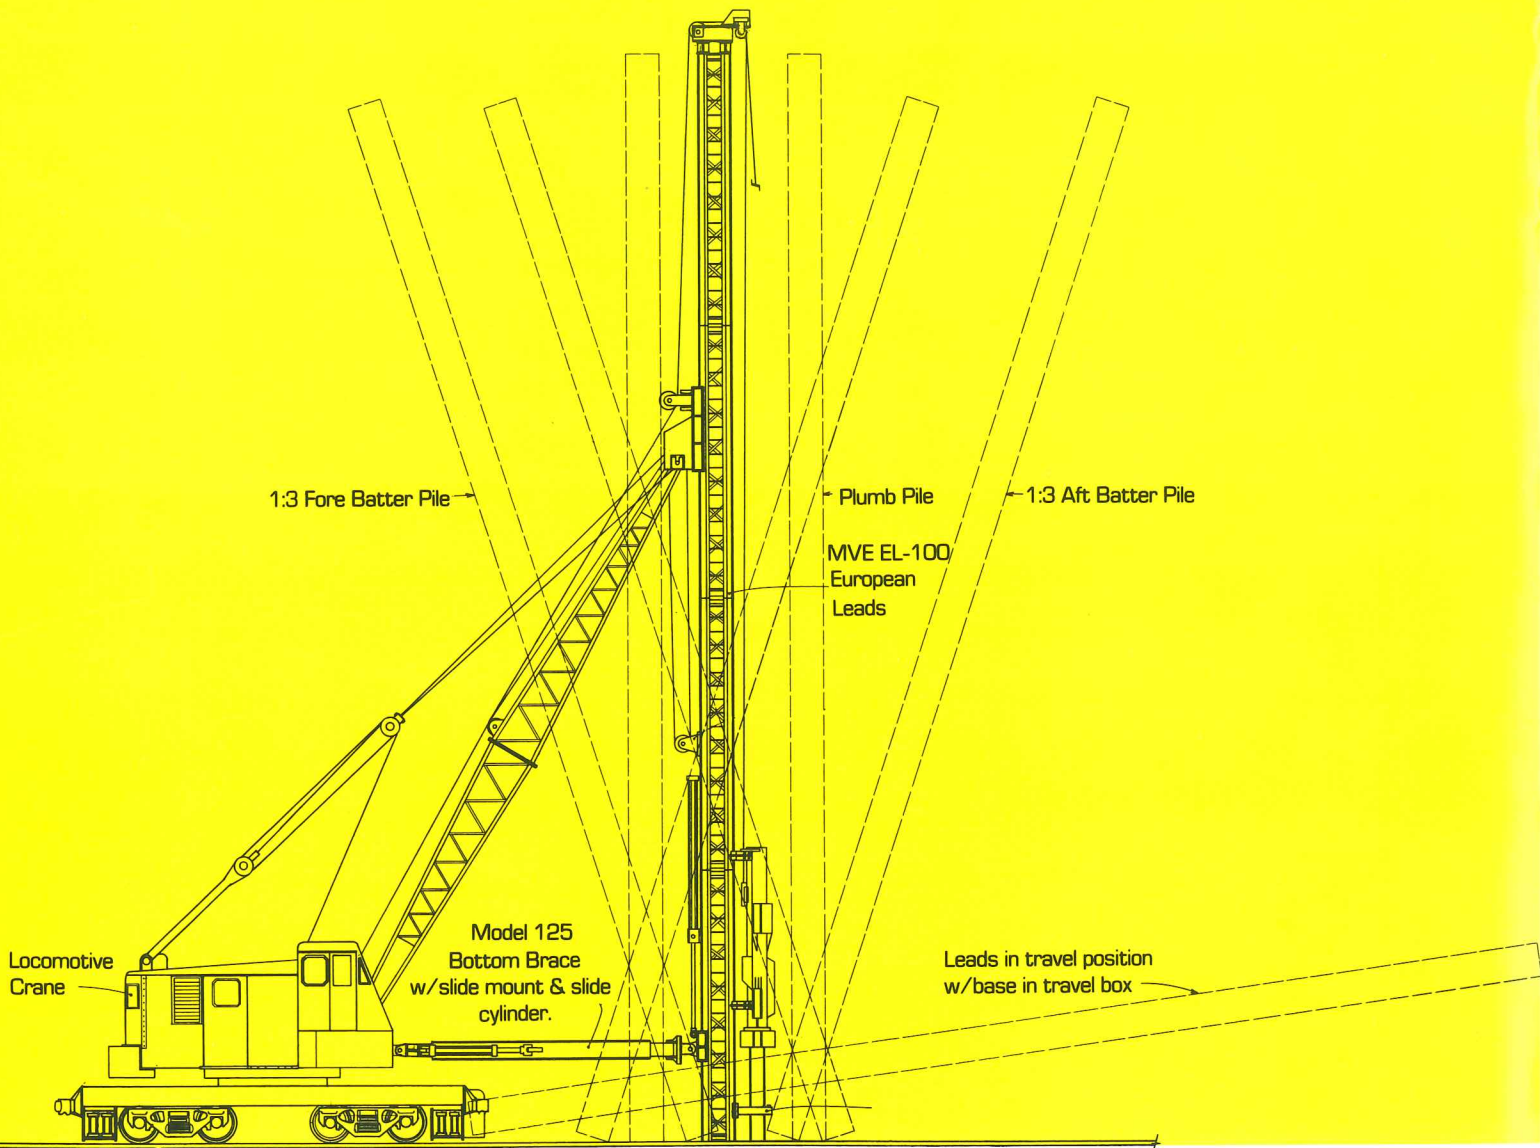 1:3 Fore Batter Pile
Plumb Pile
1:3 Aft Batter Pile
MVE EL-100
European
Leads
Model 125
Bottom Brace
w/slide mount & slide
cylinder.
Locomotive
Crane
Leads in travel position
w/base in travel box